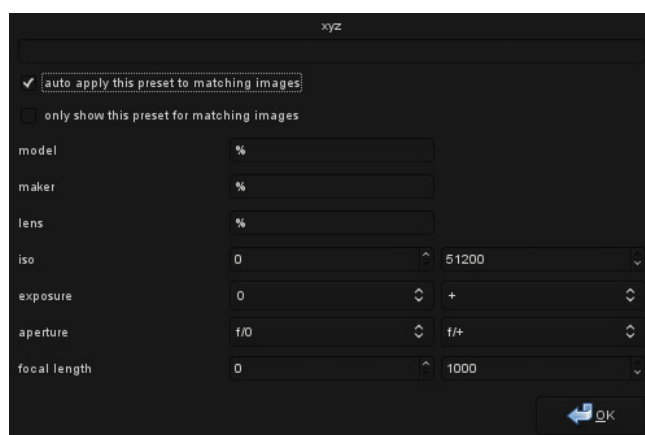 xyz
auto apply this preset to matching images
only show this preset for matching images
model %
maker %
lens %
iso 0 51200
exposure 0 +
aperture f/0 f/+
focal length 0 1000
OK